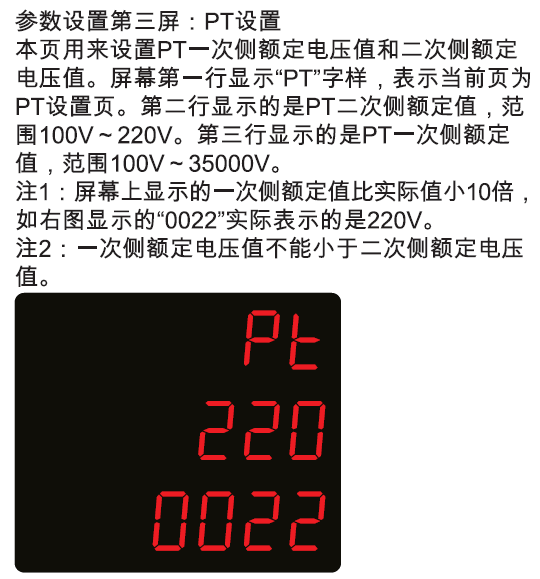 参数设置第三屏：PT设置
本页用来设置PT一次侧额定电压值和二次侧额定
电压值。屏幕第一行显示“PT”字样，表示当前页为
PT设置页。第二行显示的是PT二次侧额定值，范
围100V～220V。第三行显示的是PT一次侧额定
值，范围100V～35000V。
注1：屏幕上显示的一次侧额定值比实际值小10倍，
如右图显示的“0022”实际表示的是220V。
注2：一次侧额定电压值不能小于二次侧额定电压
值。
Pt
220
0022